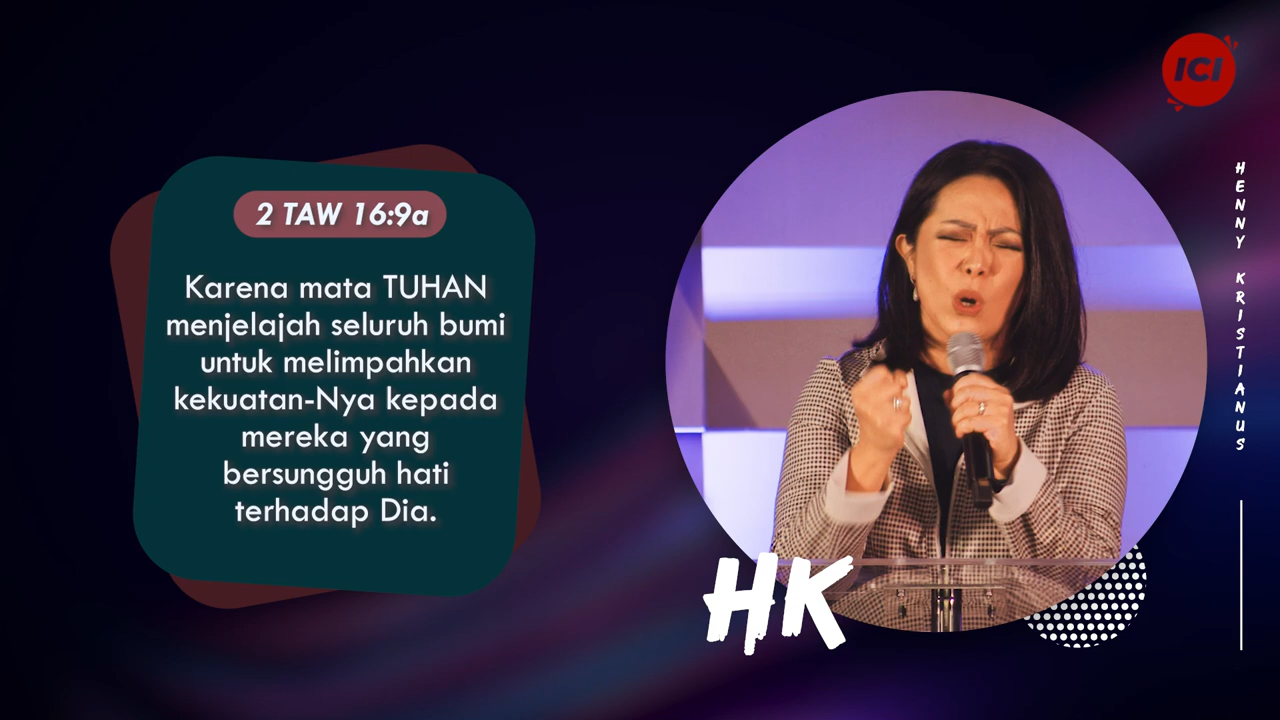 ICI
2 TAW 16:9a
Karena mata TUHAN
menjelajah seluruh bumi
untuk melimpahkan
kekuatan-Nya kepada
mereka yang
bersungguh hati
terhadap Dia.
HK
HENNY KRISTIANUS